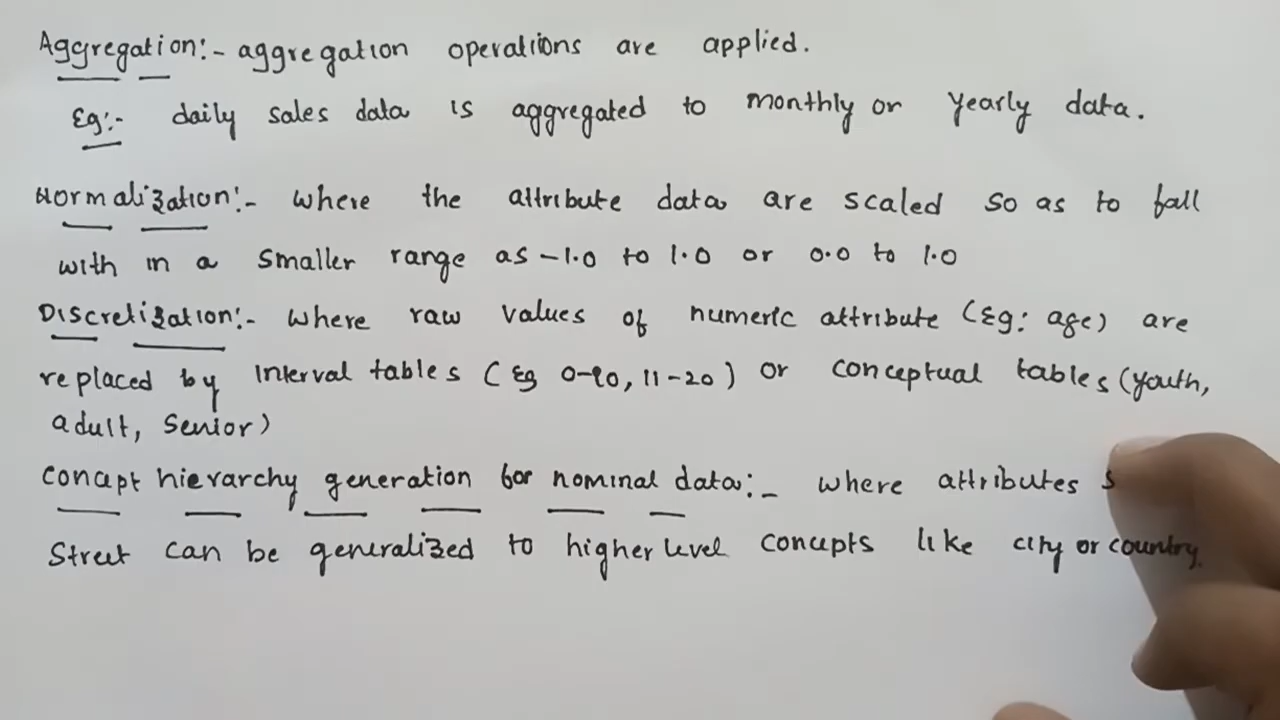 Aggregation:- aggregation operations are applied.
Eg:- daily sales data is aggregated to monthly or yearly data.
Normalization:- where the attribute data are scaled so as to fall
with in a smaller range as -1.0 to 1.0 or 0.0 to 1.0
Discretization:- where raw values of numeric attribute (Eg: age) are
replaced by interval tables (Eg 0-10, 11-20) or conceptual tables (youth,
adult, senior)
concept hierarchy generation for nominal data:- where attributes
street can be generalized to higher level concepts like city or country.